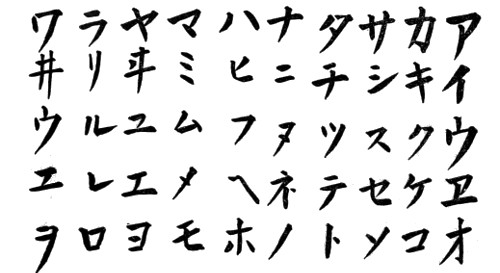 アイウヱオ
カキクケコ
サシスセソ
タチツテト
ナニヌネノ
ハヒフヘホ
マミムメモ
ヤユエヨ
ラリルレロ
ワ井ウエヲ